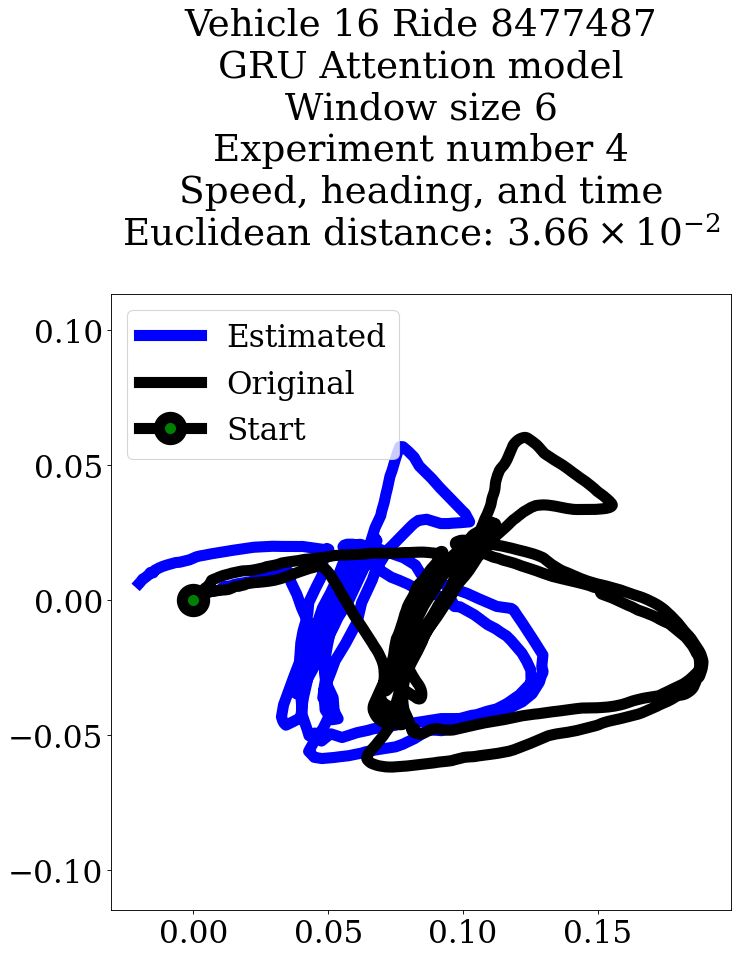 Vehicle 16 Ride 8477487
GRU Attention model
Window size 6
Experiment number 4
Speed, heading, and time
Euclidean distance: 3.66 × 10⁻²
0.10
Estimated
Original
0.05
Start
0.00
−0.05
−0.10
0.00 0.05 0.10 0.15